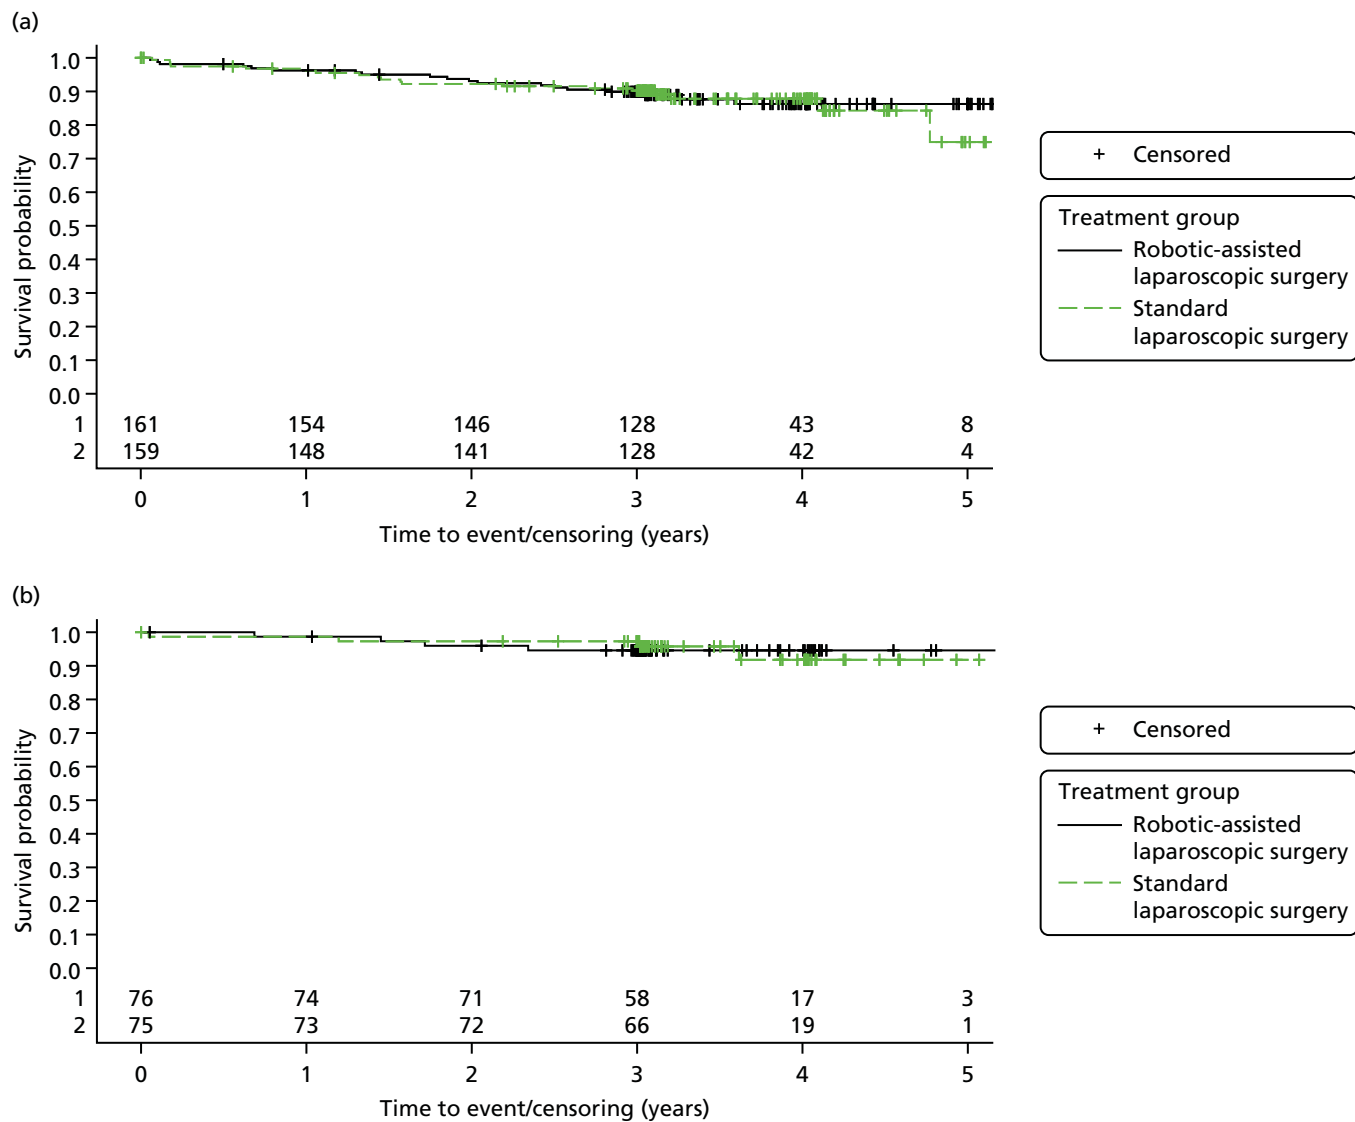 (a)
1.0
0.9
0.8
0.7
0.6
0.5
0.4
0.3
0.2
0.1
0.0
Survival probability
1 161 154 146 128 43 8
2 159 148 141 128 42 4
0 1 2 3 4 5
Time to event/censoring (years)
+ Censored
Treatment group
Robotic-assisted
laparoscopic surgery
Standard
laparoscopic surgery
(b)
1.0
0.9
0.8
0.7
0.6
0.5
0.4
0.3
0.2
0.1
0.0
Survival probability
1 76 74 71 58 17 3
2 75 73 72 66 19 1
0 1 2 3 4 5
Time to event/censoring (years)
+ Censored
Treatment group
Robotic-assisted
laparoscopic surgery
Standard
laparoscopic surgery